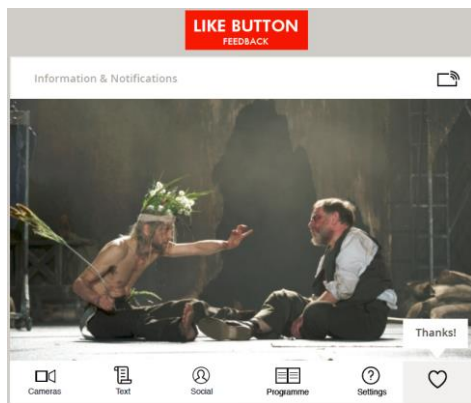 LIKE BUTTON
FEEDBACK
Information & Notifications
Thanks!
Cameras
Text
Social
Programme
Settings